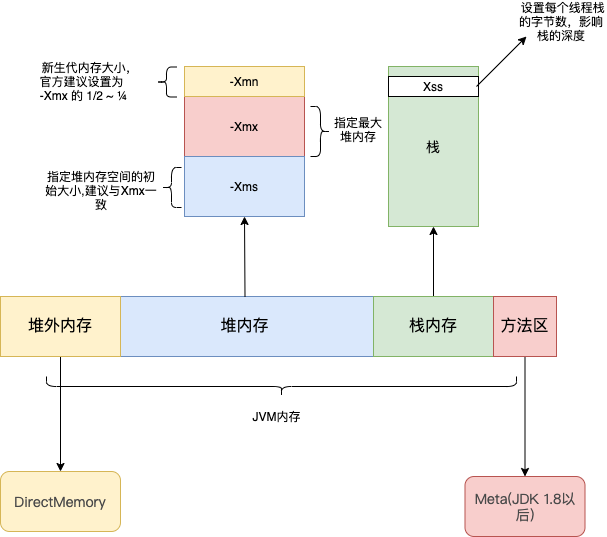 设置每个线程栈
的字节数，影响
栈的深度
新生代内存大小，
官方建议设置为
-Xmx 的 1/2 ~ ¼
-Xmn
Xss
-Xmx
指定最大
堆内存
栈
指定堆内存空间的初
始大小,建议与Xmx一
致
-Xms
堆外内存
堆内存
栈内存
方法区
JVM内存
DirectMemory
Meta(JDK 1.8以
后)